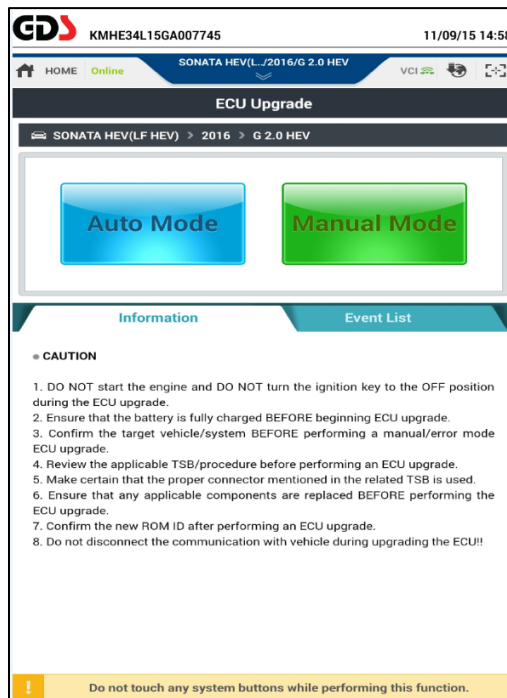 GDS KMHE34L15GA007745 11/09/15 14:58
HOME Online SONATA HEV(L../2016/G 2.0 HEV VCI
ECU Upgrade
SONATA HEV(LF HEV) > 2016 > G 2.0 HEV
Auto Mode Manual Mode
Information Event List
CAUTION
1. DO NOT start the engine and DO NOT turn the ignition key to the OFF position
during the ECU upgrade.
2. Ensure that the battery is fully charged BEFORE beginning ECU upgrade.
3. Confirm the target vehicle/system BEFORE performing a manual/error mode
ECU upgrade.
4. Review the applicable TSB/procedure before performing an ECU upgrade.
5. Make certain that the proper connector mentioned in the related TSB is used.
6. Ensure that any applicable components are replaced BEFORE performing the
ECU upgrade.
7. Confirm the new ROM ID after performing an ECU upgrade.
8. Do not disconnect the communication with vehicle during upgrading the ECU!!
! Do not touch any system buttons while performing this function.